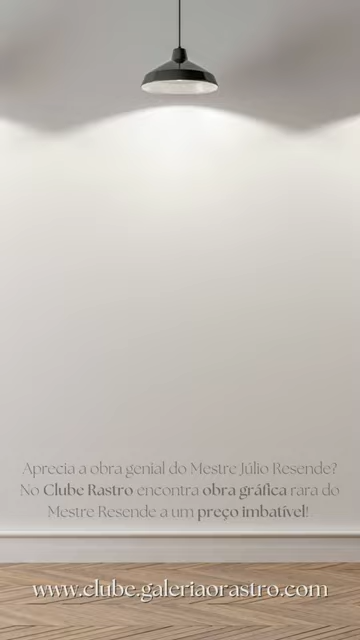 Aprecia a obra genial do Mestre Júlio Resende?
No Clube Rastro encontra obra gráfica rara do
Mestre Resende a um preço imbatível!
www.clube.galeriaorastro.com